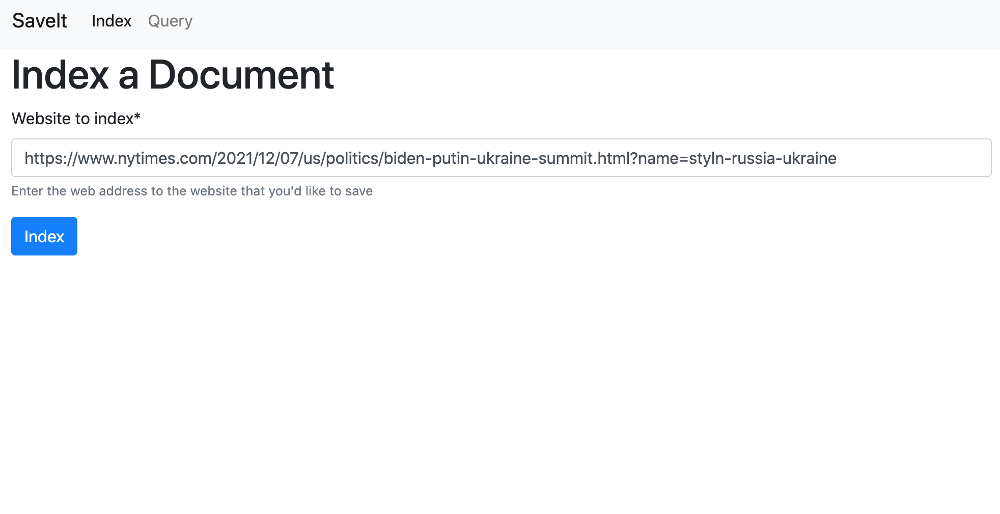 SaveIt Index Query
Index a Document
Website to index*
https://www.nytimes.com/2021/12/07/us/politics/biden-putin-ukraine-summit.html?name=styln-russia-ukraine
Enter the web address to the website that you'd like to save
Index